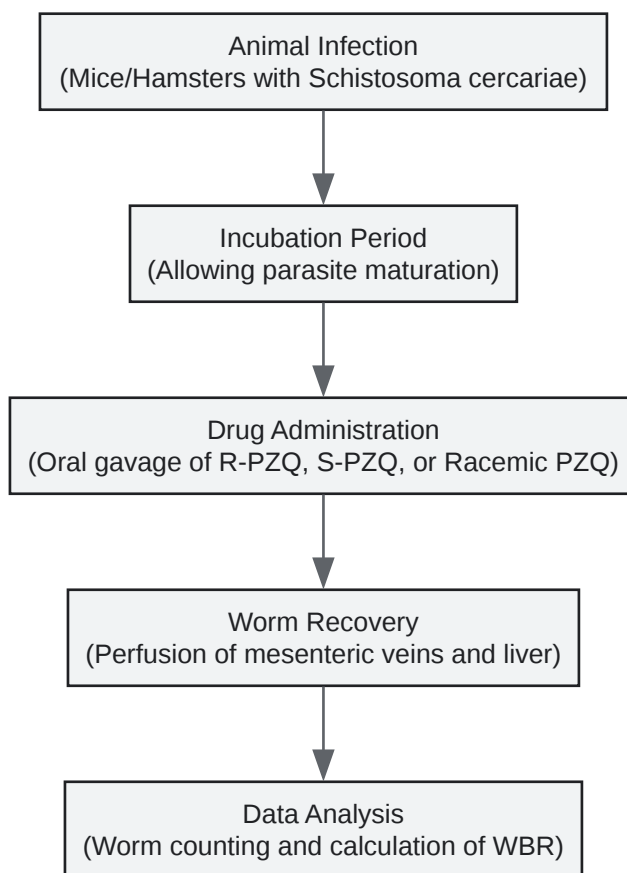 Animal Infection
(Mice/Hamsters with Schistosoma cercariae)
Incubation Period
(Allowing parasite maturation)
Drug Administration
(Oral gavage of R-PZQ, S-PZQ, or Racemic PZQ)
Worm Recovery
(Perfusion of mesenteric veins and liver)
Data Analysis
(Worm counting and calculation of WBR)